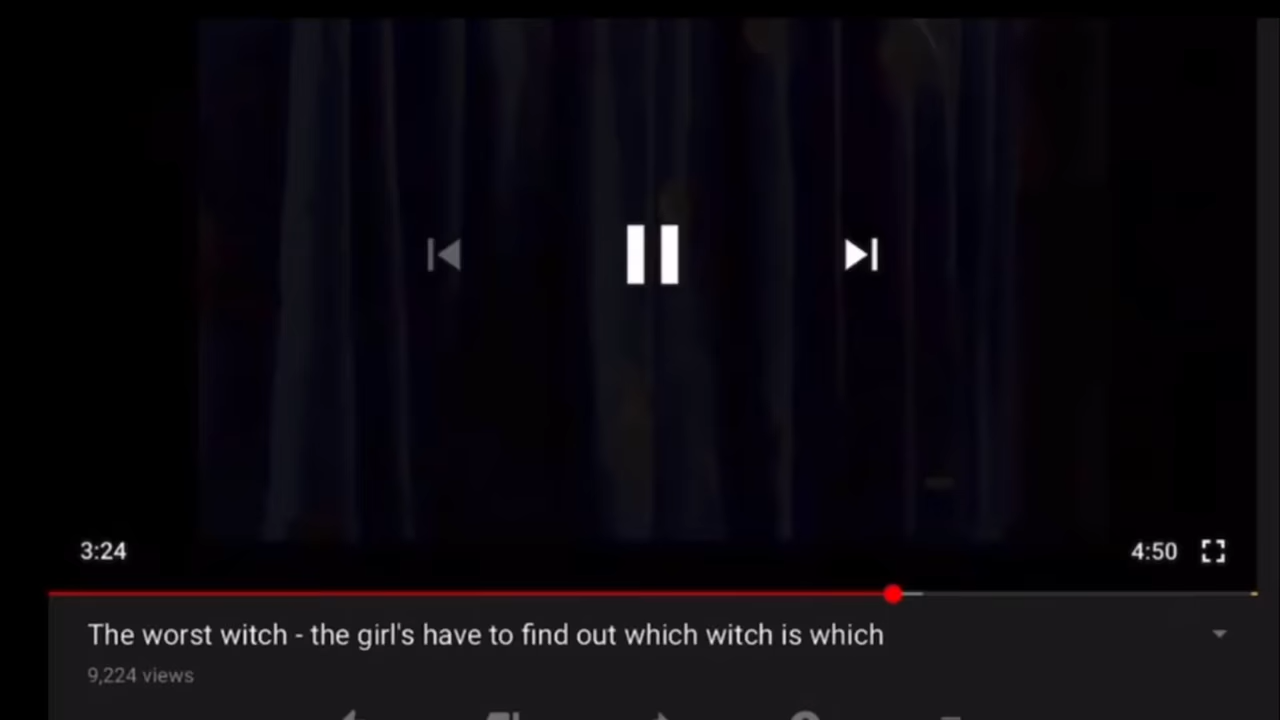 3:24
4:50
The worst witch - the girl's have to find out which witch is which
9,224 views